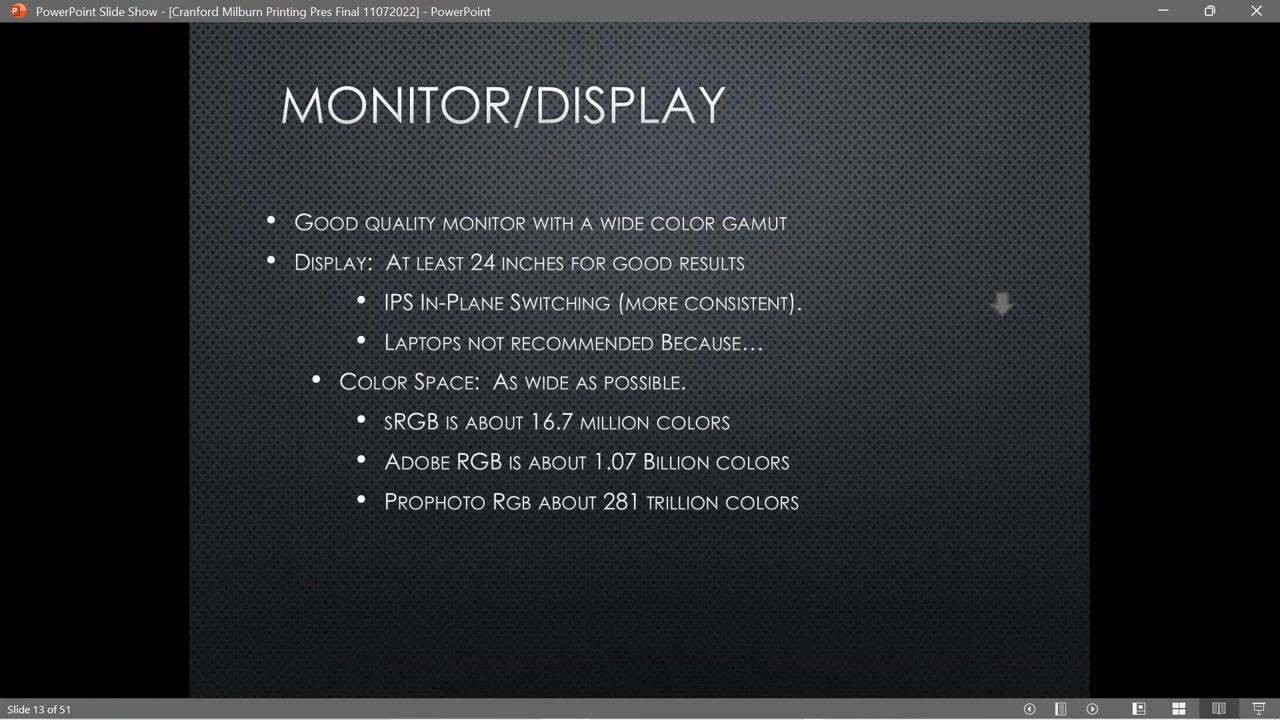 PowerPoint Slide Show - [Cranford Milburn Printing Pres Final 11072022] - PowerPoint
MONITOR/DISPLAY
• Good quality monitor with a wide color gamut
• Display: At least 24 inches for good results
• IPS In-Plane Switching (more consistent).
• Laptops not recommended Because...
• Color Space: As wide as possible.
• sRGB is about 16.7 million colors
• Adobe RGB is about 1.07 Billion colors
• Prophoto Rgb about 281 trillion colors
Slide 13 of 51